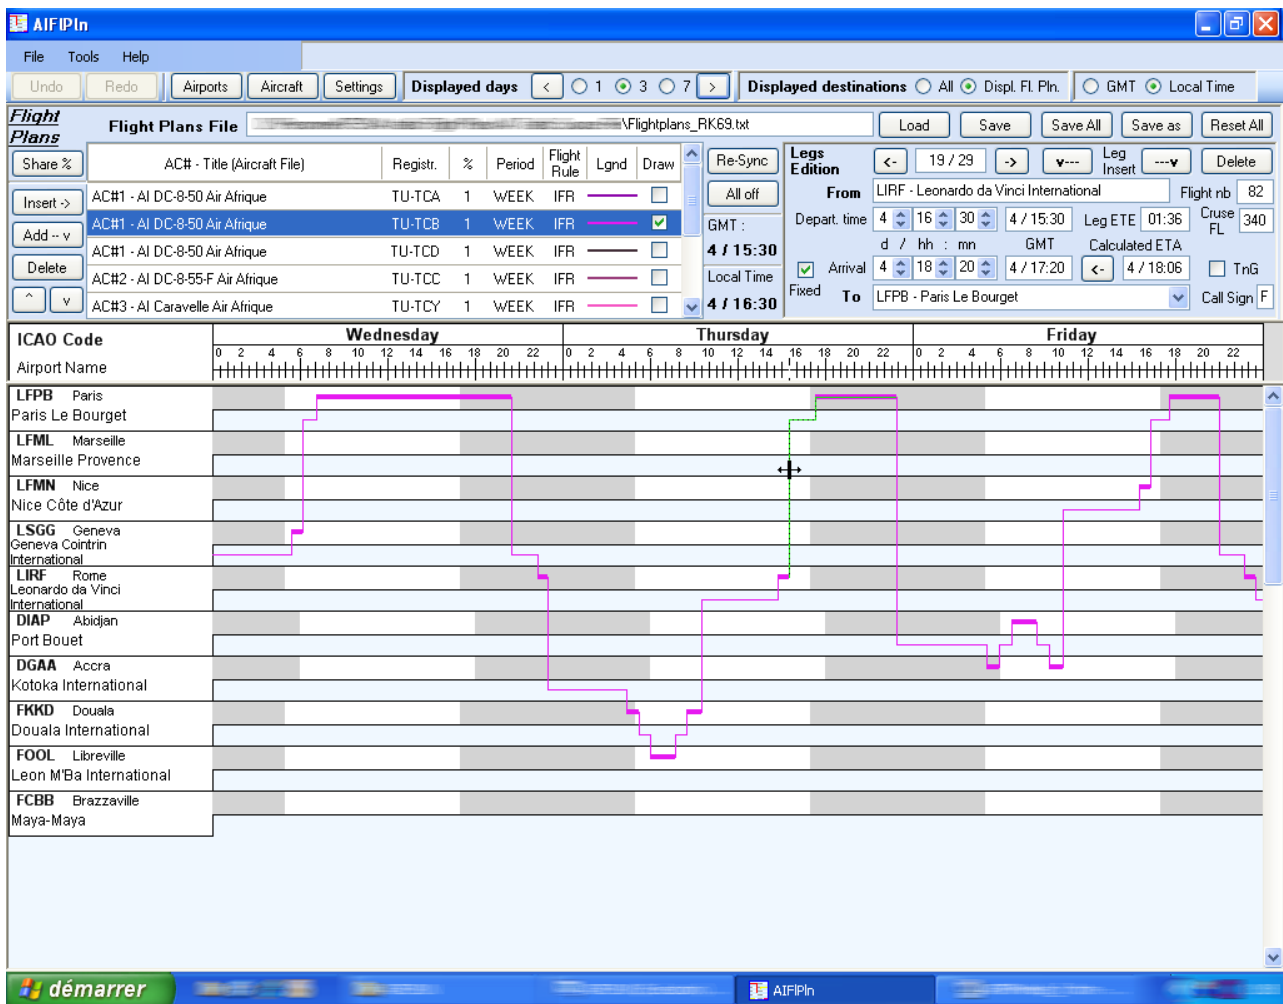 AIFlPln
File Tools Help
Undo Redo Airports Aircraft Settings Displayed days < 1 3 7 > Displayed destinations All Displ. Fl. Pln. GMT Local Time
Flight Plans
Flight Plans File \Flightplans_RK69.txt Load Save Save All Save as Reset All
Share % AC# - Title (Aircraft File) Registr. % Period Flight Rule Lgnd Draw
Insert -> Add -- v Delete ^ v
AC#1 - AI DC-8-50 Air Afrique TU-TCA 1 WEEK IFR
AC#1 - AI DC-8-50 Air Afrique TU-TCB 1 WEEK IFR
AC#1 - AI DC-8-50 Air Afrique TU-TCD 1 WEEK IFR
AC#2 - AI DC-8-55-F Air Afrique TU-TCC 1 WEEK IFR
AC#3 - AI Caravelle Air Afrique TU-TCY 1 WEEK IFR
Re-Sync
All off
GMT :
4 / 15:30
Local Time
4 / 16:30
Legs Edition <- 19 / 29 -> v--- Leg Insert ---v Delete
From LIRF - Leonardo da Vinci International Flight nb 82
Depart. time 4 16 30 4 / 15:30 Leg ETE 01:36 Cruse FL 340
d / hh : mn GMT Calculated ETA
Fixed Arrival 4 18 20 4 / 17:20 <- 4 / 18:06 TnG
To LFPB - Paris Le Bourget Call Sign F
ICAO Code
Airport Name
Wednesday Thursday Friday
0 2 4 6 8 10 12 14 16 18 20 22 0 2 4 6 8 10 12 14 16 18 20 22 0 2 4 6 8 10 12 14 16 18 20 22
LFPB Paris
Paris Le Bourget
LFML Marseille
Marseille Provence
LFMN Nice
Nice Côte d'Azur
LSGG Geneva
Geneva Cointrin
International
LIRF Rome
Leonardo da Vinci
International
DIAP Abidjan
Port Bouet
DGAA Accra
Kotoka International
FKKD Douala
Douala International
FOOL Libreville
Leon M'Ba International
FCBB Brazzaville
Maya-Maya
démarrer AIFlPln